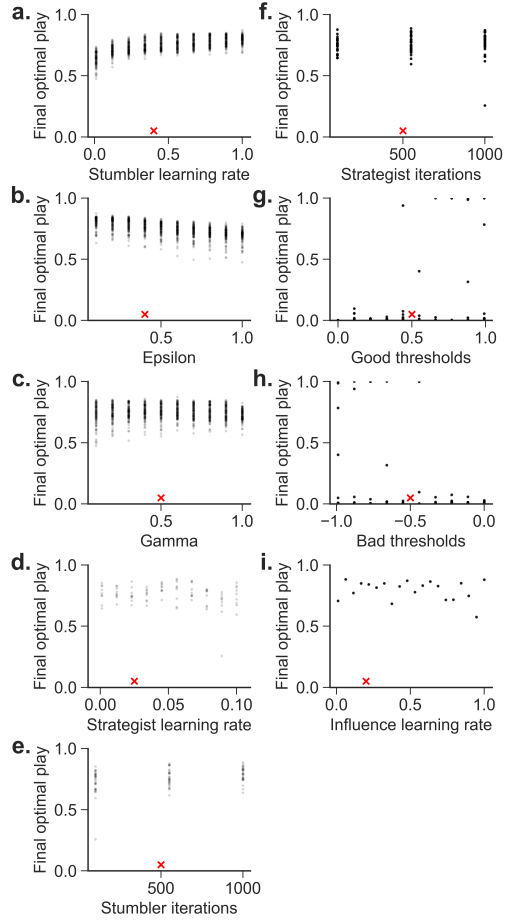 a.
Final optimal play
1.0
0.5
0.0
0.0
0.5
1.0
Stumbler learning rate
b.
Final optimal play
1.0
0.5
0.0
0.5
1.0
Epsilon
c.
Final optimal play
1.0
0.5
0.0
0.5
1.0
Gamma
d.
Final optimal play
1.0
0.5
0.0
0.00
0.05
0.10
Strategist learning rate
e.
Final optimal play
1.0
0.5
0.0
500
1000
Stumbler iterations
f.
Final optimal play
1.0
0.5
0.0
500
1000
Strategist iterations
g.
Final optimal play
1.0
0.5
0.0
0.0
0.5
1.0
Good thresholds
h.
Final optimal play
1.0
0.5
0.0
−1.0
−0.5
0.0
Bad thresholds
i.
Final optimal play
1.0
0.5
0.0
0.0
0.5
1.0
Influence learning rate